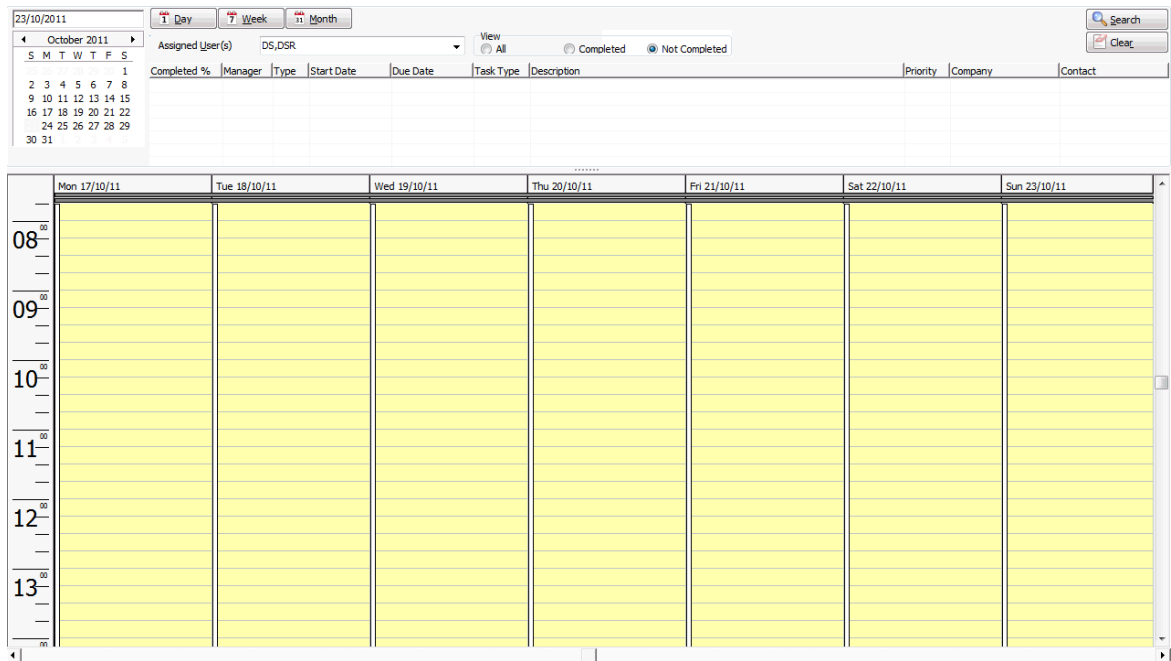 23/10/2011
1 Day
7 Week
31 Month
Search
Clear
October 2011
S M T W T F S
1
2 3 4 5 6 7 8
9 10 11 12 13 14 15
16 17 18 19 20 21 22
24 25 26 27 28 29
30 31
Assigned User(s) DS,DSR
View
All Completed Not Completed
Completed % Manager Type Start Date Due Date Task Type Description Priority Company Contact
Mon 17/10/11 Tue 18/10/11 Wed 19/10/11 Thu 20/10/11 Fri 21/10/11 Sat 22/10/11 Sun 23/10/11
08 00
09 00
10 00
11 00
12 00
13 00
00